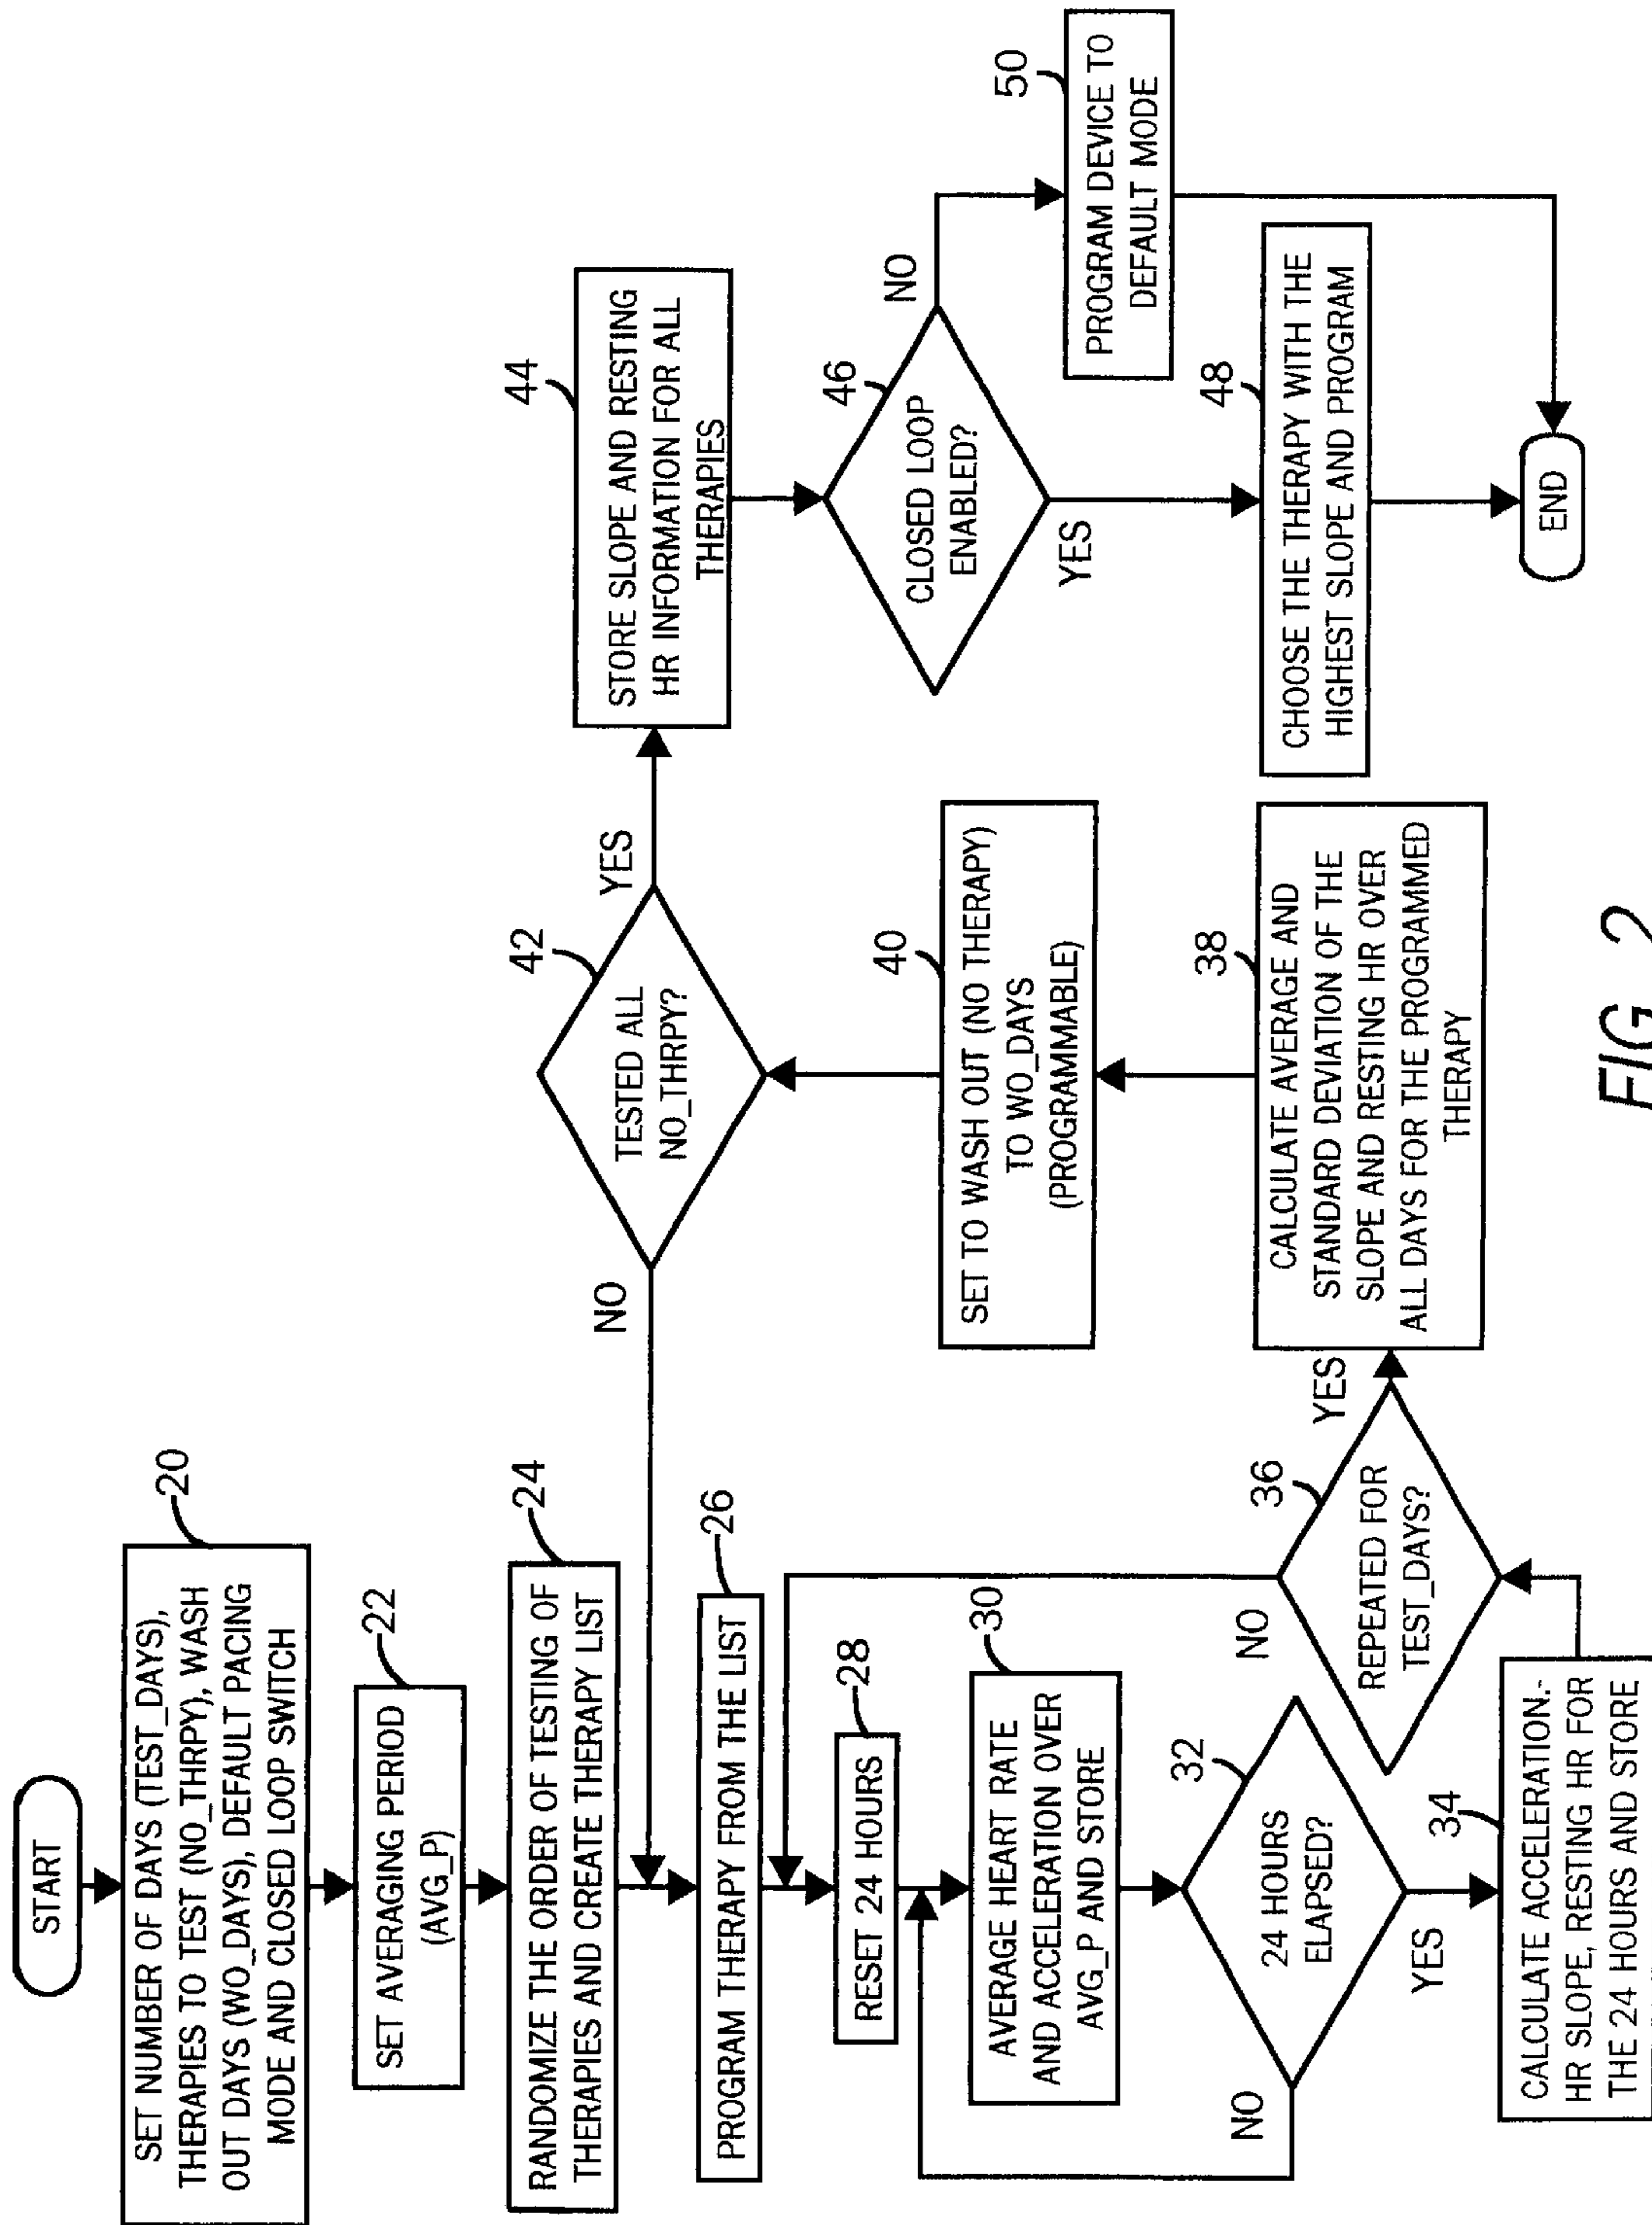 START
20
SET NUMBER OF DAYS (TEST_DAYS),
THERAPIES TO TEST (NO_THRPY), WASH
OUT DAYS (WO_DAYS), DEFAULT PACING
MODE AND CLOSED LOOP SWITCH
22
SET AVERAGING PERIOD
(AVG_P)
24
RANDOMIZE THE ORDER OF TESTING OF
THERAPIES AND CREATE THERAPY LIST
26
PROGRAM THERAPY FROM THE LIST
28
RESET 24 HOURS
30
AVERAGE HEART RATE
AND ACCELERATION OVER
AVG_P AND STORE
32
24 HOURS
ELAPSED?
NO
YES
34
CALCULATE ACCELERATION.-
HR SLOPE, RESTING HR FOR
THE 24 HOURS AND STORE
36
REPEATED FOR
TEST_DAYS?
NO
YES
38
CALCULATE AVERAGE AND
STANDARD DEVIATION OF THE
SLOPE AND RESTING HR OVER
ALL DAYS FOR THE PROGRAMMED
THERAPY
40
SET TO WASH OUT (NO THERAPY)
TO WO_DAYS
(PROGRAMMABLE)
42
TESTED ALL
NO_THRPY?
NO
YES
44
STORE SLOPE AND RESTING
HR INFORMATION FOR ALL
THERAPIES
46
CLOSED LOOP
ENABLED?
NO
YES
50
PROGRAM DEVICE TO
DEFAULT MODE
48
CHOOSE THE THERAPY WITH THE
HIGHEST SLOPE AND PROGRAM
END
FIG. 2